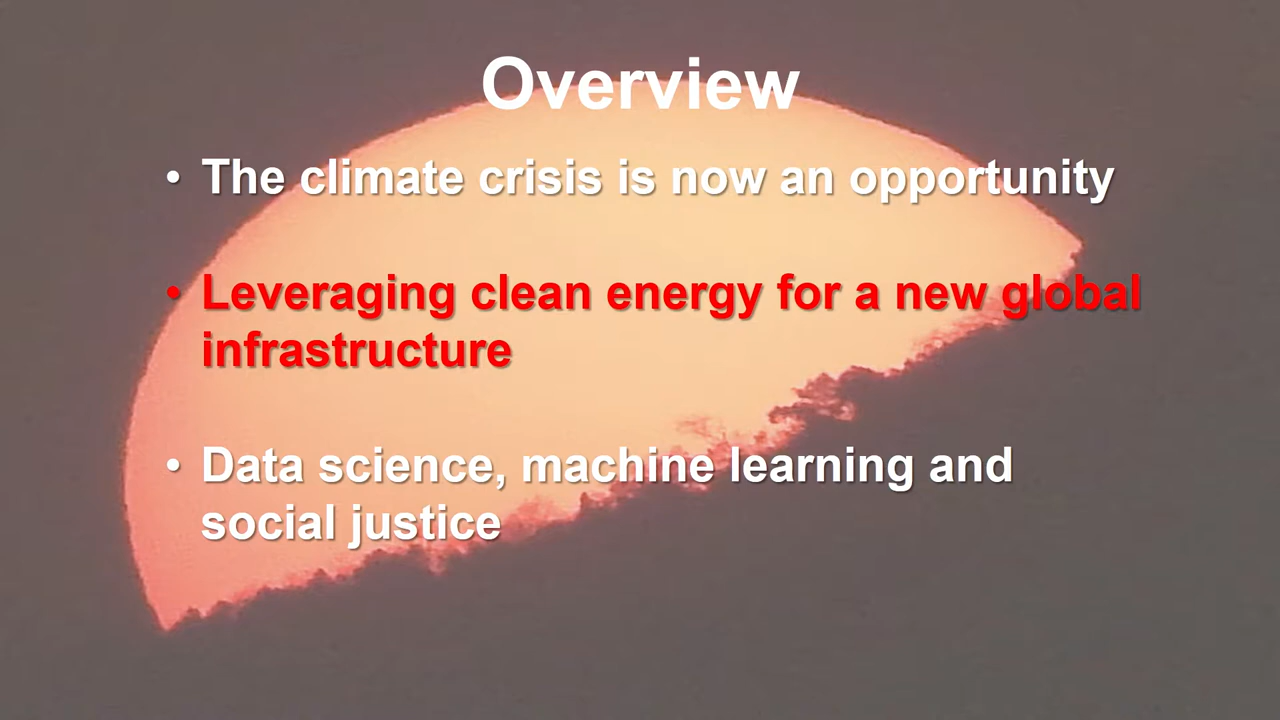 Overview
• The climate crisis is now an opportunity
• Leveraging clean energy for a new global
infrastructure
• Data science, machine learning and
social justice